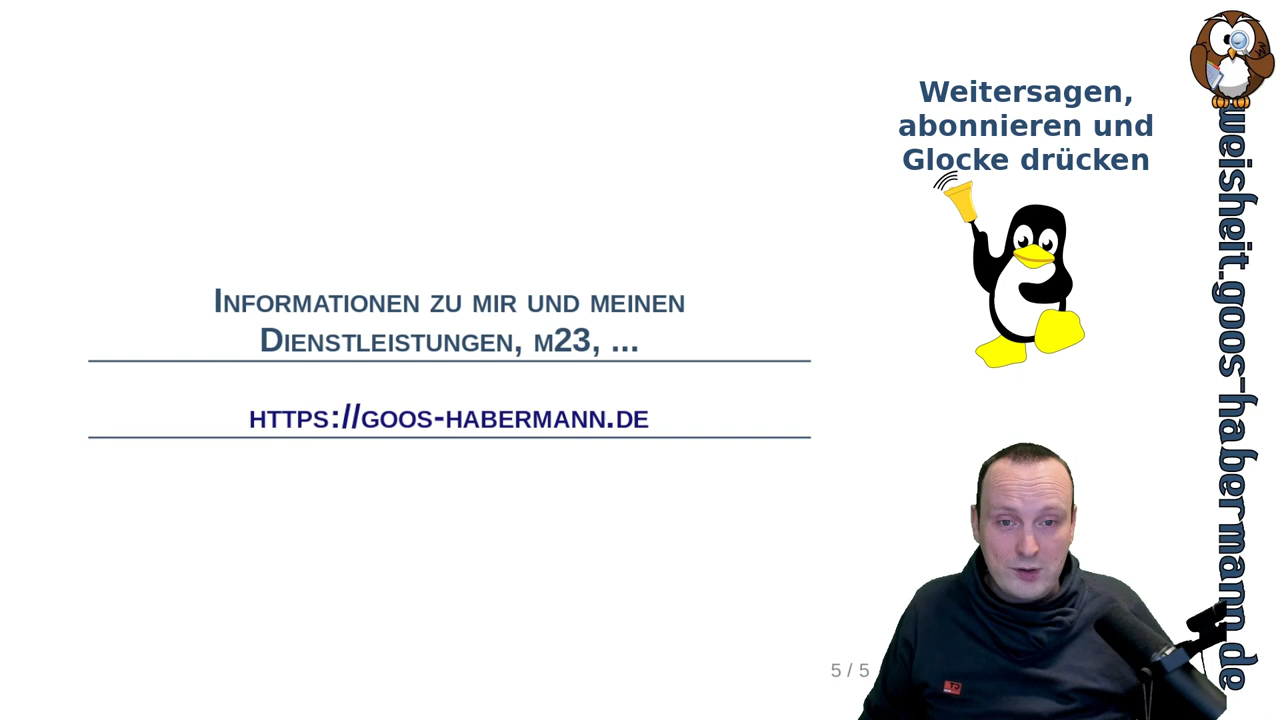 Weitersagen,
abonnieren und
Glocke drücken
Informationen zu mir und meinen
Dienstleistungen, m23, ...
https://goos-habermann.de
5 / 5
weisheit.goos-habermann.de